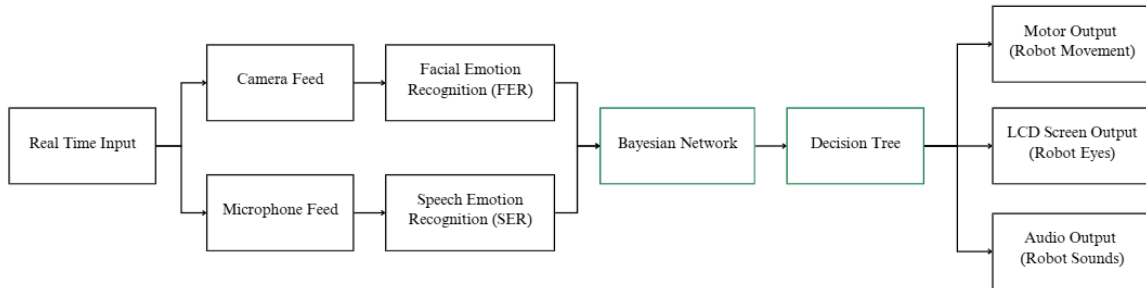 Real Time Input
Camera Feed
Facial Emotion
Recognition (FER)
Microphone Feed
Speech Emotion
Recognition (SER)
Bayesian Network
Decision Tree
Motor Output
(Robot Movement)
LCD Screen Output
(Robot Eyes)
Audio Output
(Robot Sounds)